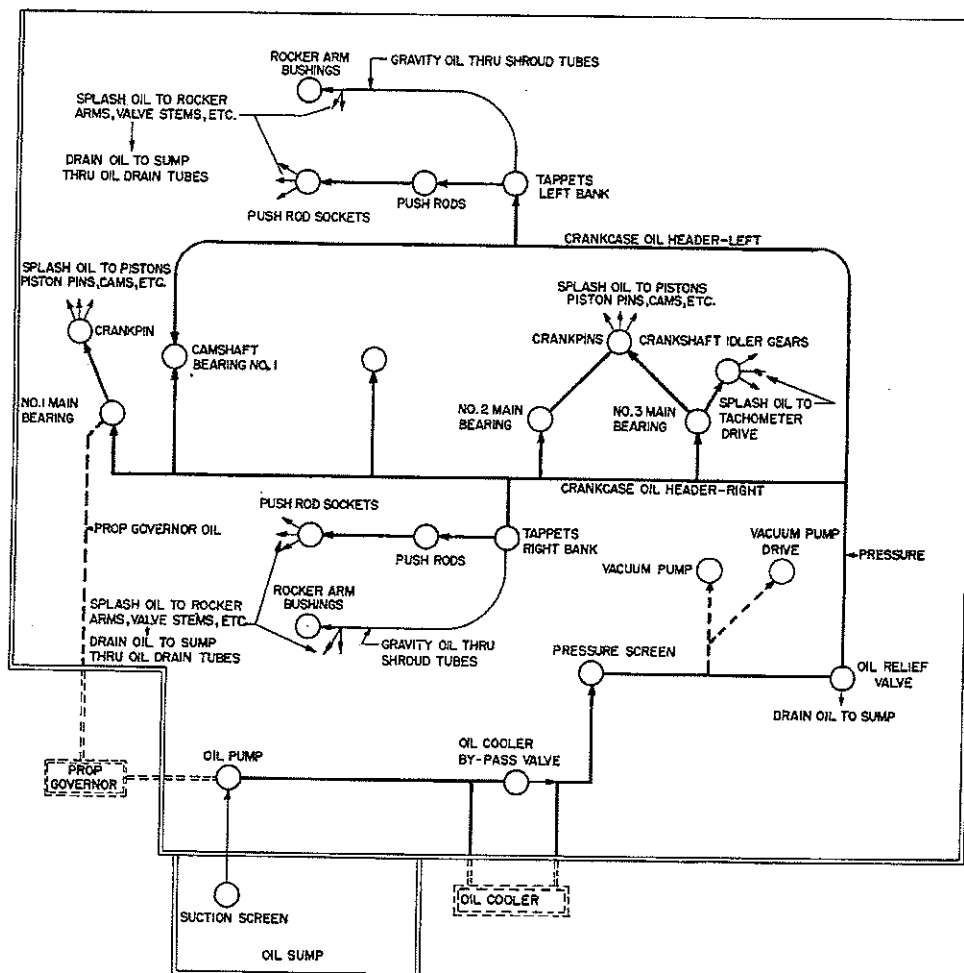 ROCKER ARM
BUSHINGS
GRAVITY OIL THRU SHROUD TUBES
SPLASH OIL TO ROCKER
ARMS, VALVE STEMS, ETC.
DRAIN OIL TO SUMP
THRU OIL DRAIN TUBES
PUSH ROD SOCKETS
PUSH RODS
TAPPETS
LEFT BANK
CRANKCASE OIL HEADER-LEFT
SPLASH OIL TO PISTONS
PISTON PINS, CAMS, ETC.
CRANKPIN
CAMSHAFT
BEARING NO. 1
SPLASH OIL TO PISTONS
PISTON PINS, CAMS, ETC.
CRANKPINS
CRANKSHAFT IDLER GEARS
NO. 1 MAIN
BEARING
NO. 2 MAIN
BEARING
NO. 3 MAIN
BEARING
SPLASH OIL TO
TACHOMETER
DRIVE
CRANKCASE OIL HEADER-RIGHT
PUSH ROD SOCKETS
PROP GOVERNOR OIL
PUSH RODS
TAPPETS
RIGHT BANK
VACUUM PUMP
DRIVE
VACUUM PUMP
PRESSURE
ROCKER ARM
BUSHINGS
SPLASH OIL TO ROCKER
ARMS, VALVE STEMS, ETC
DRAIN OIL TO SUMP
THRU OIL DRAIN TUBES
GRAVITY OIL THRU
SHROUD TUBES
PRESSURE SCREEN
OIL RELIEF
VALVE
DRAIN OIL TO SUMP
OIL PUMP
OIL COOLER
BY-PASS VALVE
PROP
GOVERNOR
SUCTION SCREEN
OIL COOLER
OIL SUMP